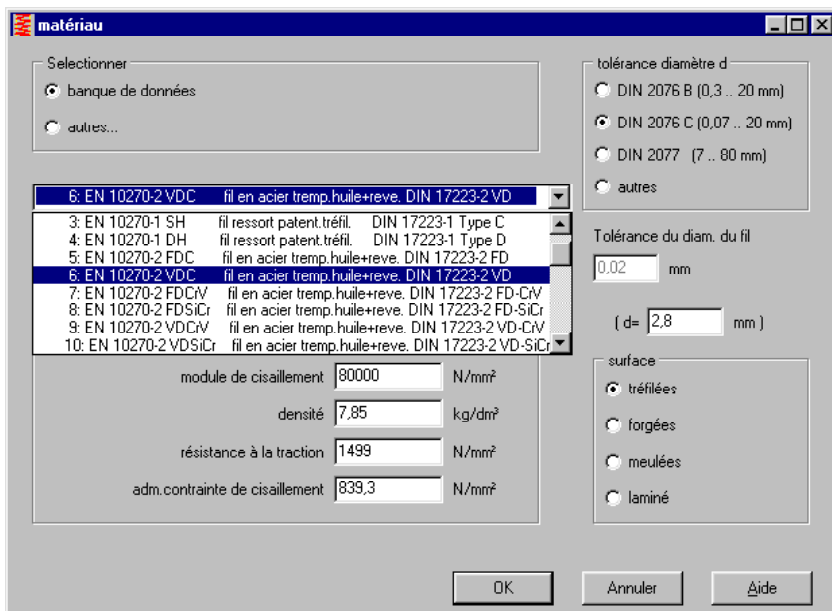 matériau
Selectionner
banque de données
autres...
tolérance diamètre d
DIN 2076 B (0,3 .. 20 mm)
DIN 2076 C (0,07 .. 20 mm)
DIN 2077 (7 .. 80 mm)
autres
6: EN 10270-2 VDC fil en acier tremp.huile+reve. DIN 17223-2 VD
3: EN 10270-1 SH fil ressort patent.tréfil. DIN 17223-1 Type C
4: EN 10270-1 DH fil ressort patent.tréfil. DIN 17223-1 Type D
5: EN 10270-2 FDC fil en acier tremp.huile+reve. DIN 17223-2 FD
6: EN 10270-2 VDC fil en acier tremp.huile+reve. DIN 17223-2 VD
7: EN 10270-2 FDCrV fil en acier tremp.huile+reve. DIN 17223-2 FD-CrV
8: EN 10270-2 FDSiCr fil en acier tremp.huile+reve. DIN 17223-2 FD-SiCr
9: EN 10270-2 VDCrV fil en acier tremp.huile+reve. DIN 17223-2 VD-CrV
10: EN 10270-2 VDSiCr fil en acier tremp.huile+reve. DIN 17223-2 VD-SiCr
Tolérance du diam. du fil
0,02 mm
( d= 2,8 mm )
module de cisaillement 80000 N/mm²
densité 7,85 kg/dm³
résistance à la traction 1499 N/mm²
adm.contrainte de cisaillement 839,3 N/mm²
surface
tréfilées
forgées
meulées
laminé
OK Annuler Aide